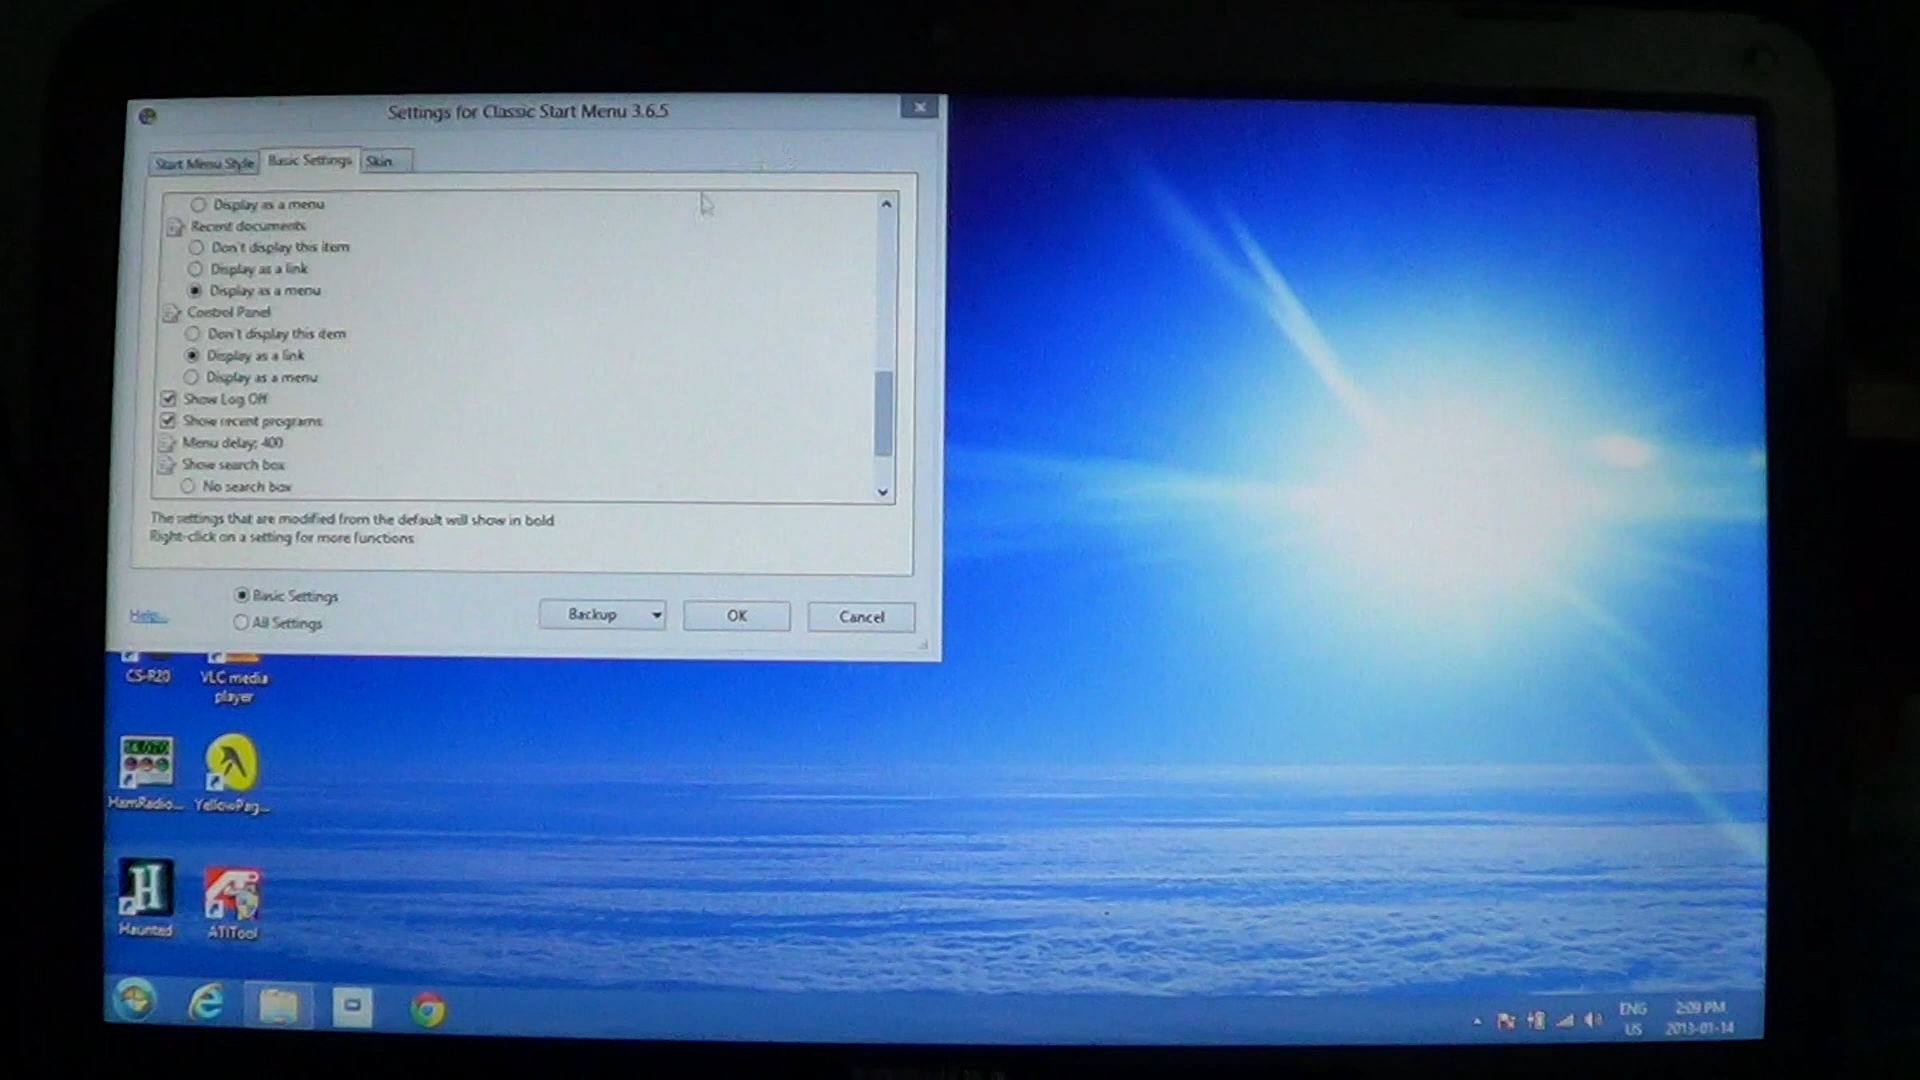 Settings for Classic Start Menu 3.6.5
Start Menu Style
Basic Settings
Skin
Display as a menu
Recent documents
Don't display this item
Display as a link
Display as a menu
Control Panel
Don't display this item
Display as a link
Display as a menu
Show Log Off
Show recent programs
Menu delay: 400
Show search box
No search box
The settings that are modified from the default will show in bold
Right-click on a setting for more functions
Help...
Basic Settings
All Settings
Backup
OK
Cancel
CS-R20
VLC media
player
HamRadio...
YellowPag...
H
Haunted
ATITool
ENG
US
2:09 PM
2013-01-14